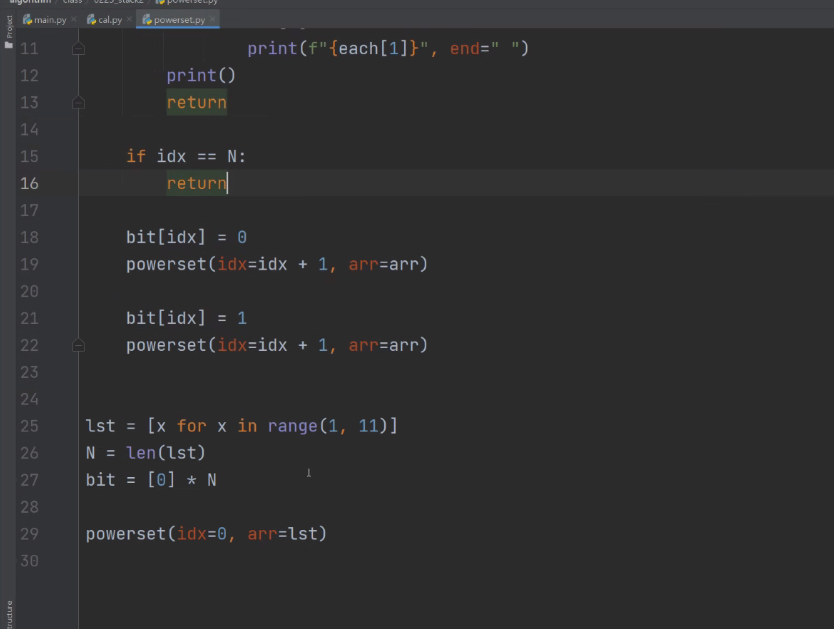 algorithm > class > 0223_stack2 > powerset.py
main.py × cal.py × powerset.py ×
Project
11 print(f"{each[1]}", end=" ")
12 print()
13 return
14
15 if idx == N:
16 return
17
18 bit[idx] = 0
19 powerset(idx=idx + 1, arr=arr)
20
21 bit[idx] = 1
22 powerset(idx=idx + 1, arr=arr)
23
24
25 lst = [x for x in range(1, 11)]
26 N = len(lst)
27 bit = [0] * N
28
29 powerset(idx=0, arr=lst)
30
ructure